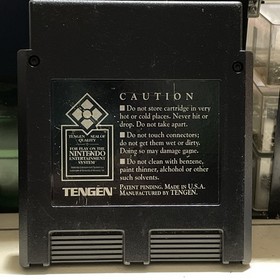 CAUTION
■ Do not store cartridge in very
hot or cold places. Never hit or
drop. Do not take apart.
■ Do not touch connectors;
do not get them wet or dirty.
Doing so may damage game.
■ Do not clean with benzene,
paint thinner, alcohol or other
such solvents.
PATENT PENDING. MADE IN U.S.A.
MANUFACTURED BY TENGEN.
TENGEN SEAL OF
QUALITY
FOR PLAY ON THE
NINTENDO
ENTERTAINMENT
SYSTEM
TENGEN